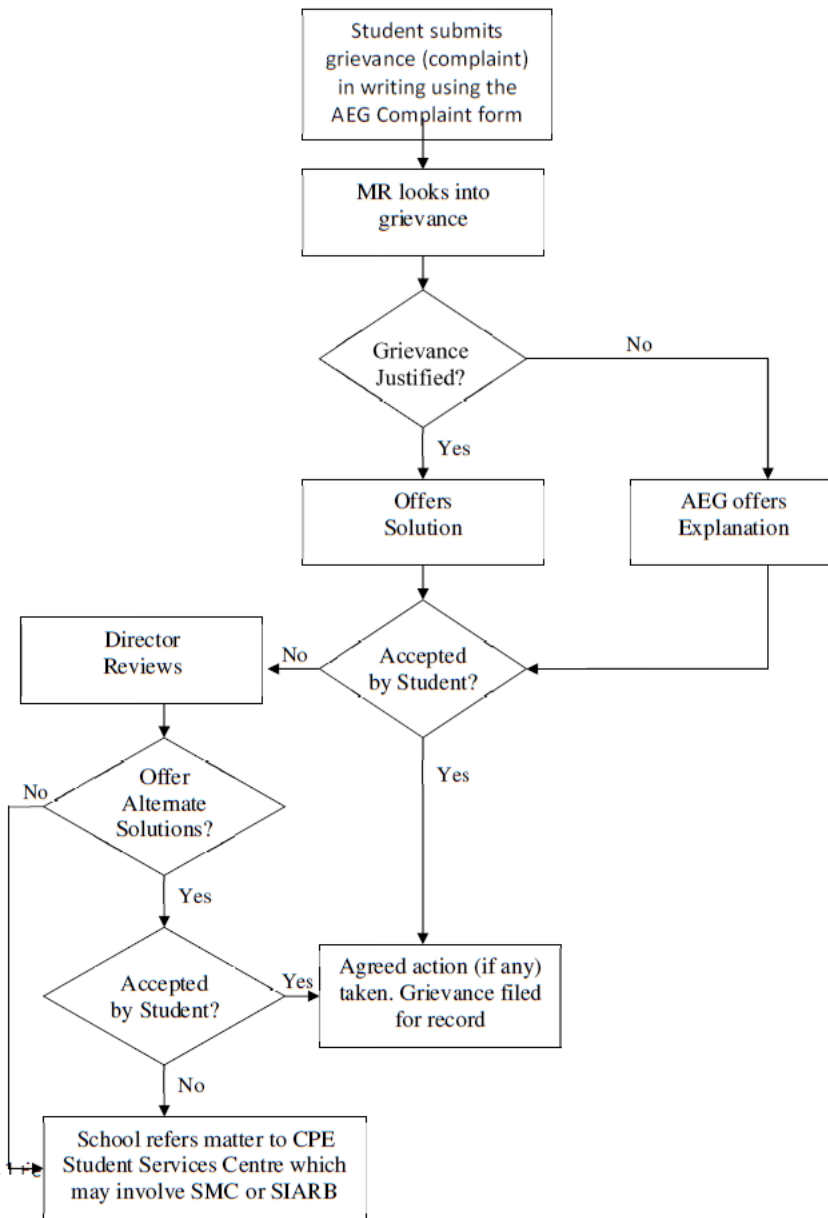 Student submits
grievance (complaint)
in writing using the
AEG Complaint form
MR looks into
grievance
Grievance
Justified?
No
Yes
Offers
Solution
AEG offers
Explanation
Director
Reviews
No
Accepted
by Student?
Yes
No
Offer
Alternate
Solutions?
Yes
Accepted
by Student?
Yes
Agreed action (if any)
taken. Grievance filed
for record
No
School refers matter to CPE
Student Services Centre which
may involve SMC or SIARB